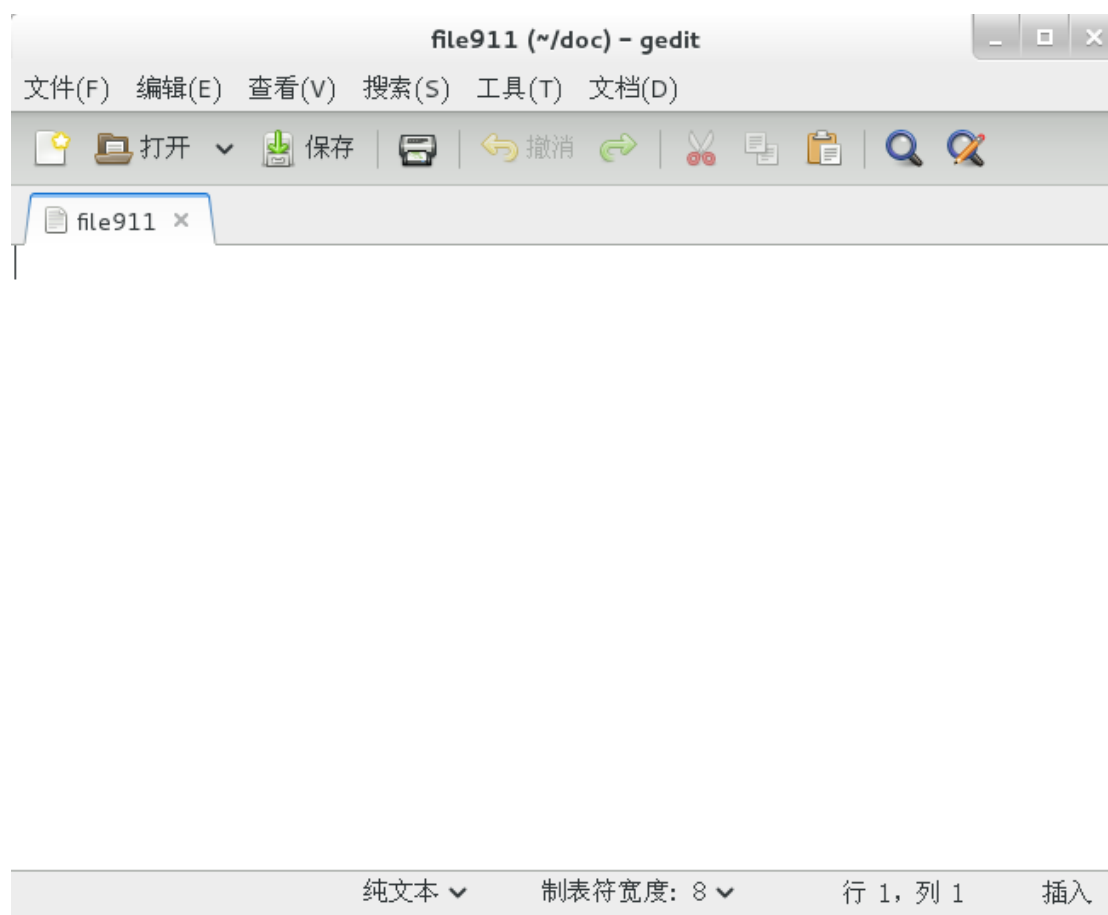 file911 (~/doc) – gedit
文件(F) 编辑(E) 查看(V) 搜索(S) 工具(T) 文档(D)
打开 保存 撤消
file911
纯文本 制表符宽度: 8 行 1, 列 1 插入